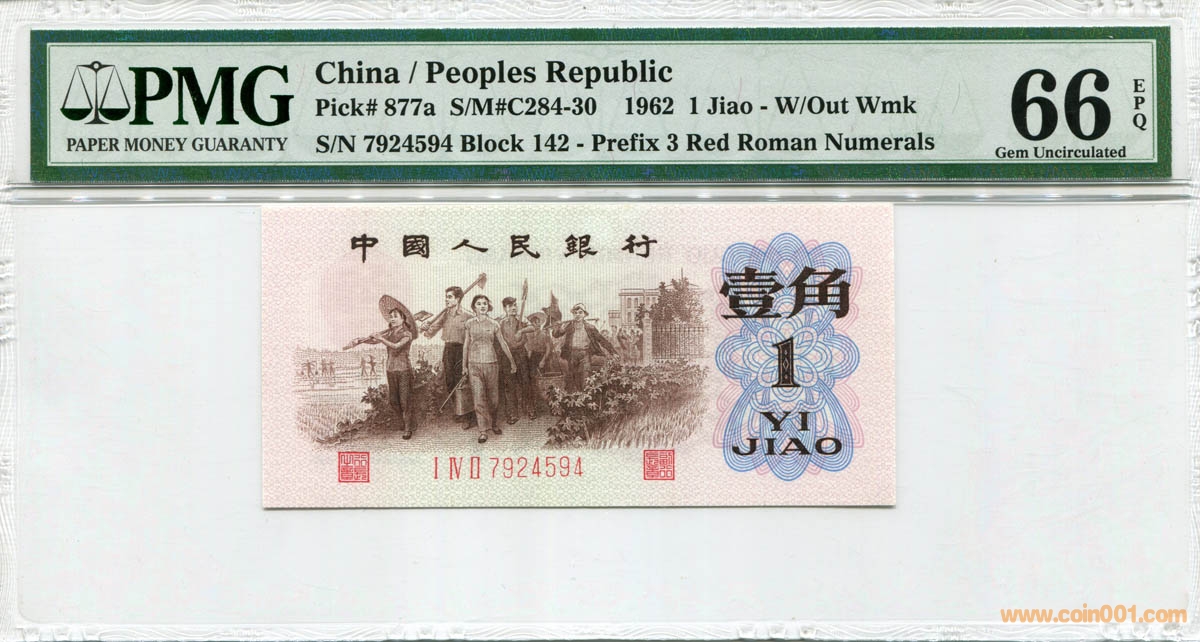 PMG
PAPER MONEY GUARANTY
China / Peoples Republic
Pick# 877a S/M#C284-30 1962 1 Jiao - W/Out Wmk
S/N 7924594 Block 142 - Prefix 3 Red Roman Numerals
66
EPQ
Gem Uncirculated
中國人民銀行
壹角
1
YI
JIAO
I IV II 7924594
www.coin001.com